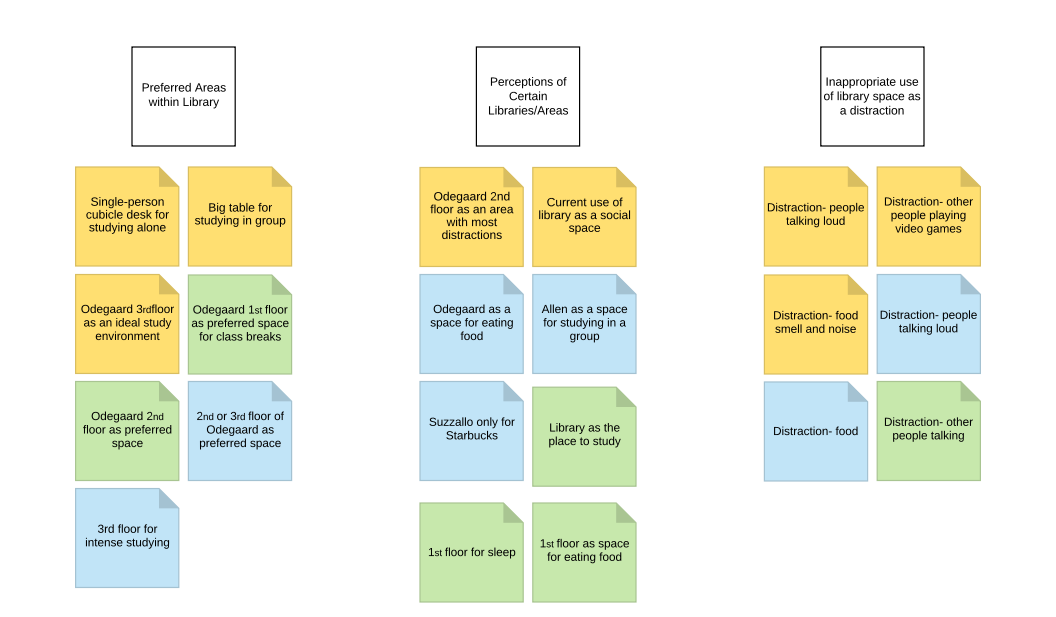 Preferred Areas
within Library
Single-person
cubicle desk for
studying alone
Big table for
studying in group
Odegaard 3rdfloor
as an ideal study
environment
Odegaard 1st floor
as preferred space
for class breaks
Odegaard 2nd
floor as preferred
space
2nd or 3rd floor of
Odegaard as
preferred space
3rd floor for
intense studying
Perceptions of
Certain
Libraries/Areas
Odegaard 2nd
floor as an area
with most
distractions
Current use of
library as a social
space
Odegaard as a
space for eating
food
Allen as a space
for studying in a
group
Suzzallo only for
Starbucks
Library as the
place to study
1st floor for sleep
1st floor as space
for eating food
Inappropriate use
of library space as
a distraction
Distraction- people
talking loud
Distraction- other
people playing
video games
Distraction- food
smell and noise
Distraction- people
talking loud
Distraction- food
Distraction- other
people talking